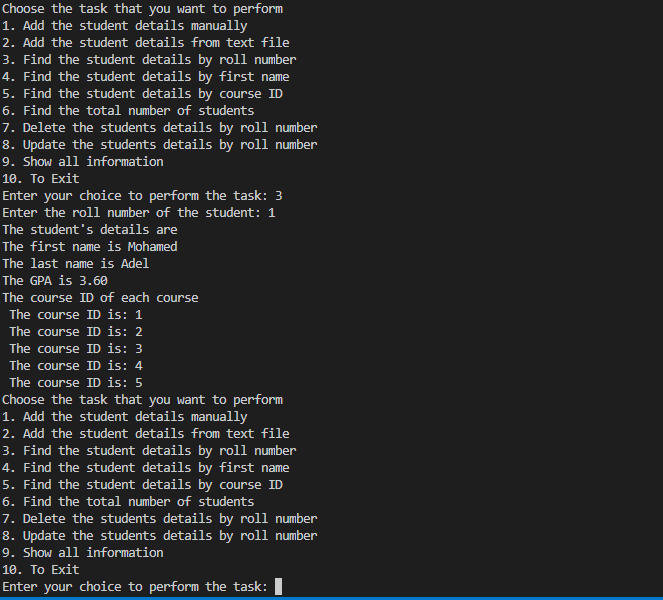 Choose the task that you want to perform
1. Add the student details manually
2. Add the student details from text file
3. Find the student details by roll number
4. Find the student details by first name
5. Find the student details by course ID
6. Find the total number of students
7. Delete the students details by roll number
8. Update the students details by roll number
9. Show all information
10. To Exit
Enter your choice to perform the task: 3
Enter the roll number of the student: 1
The student's details are
The first name is Mohamed
The last name is Adel
The GPA is 3.60
The course ID of each course
 The course ID is: 1
 The course ID is: 2
 The course ID is: 3
 The course ID is: 4
 The course ID is: 5
Choose the task that you want to perform
1. Add the student details manually
2. Add the student details from text file
3. Find the student details by roll number
4. Find the student details by first name
5. Find the student details by course ID
6. Find the total number of students
7. Delete the students details by roll number
8. Update the students details by roll number
9. Show all information
10. To Exit
Enter your choice to perform the task: